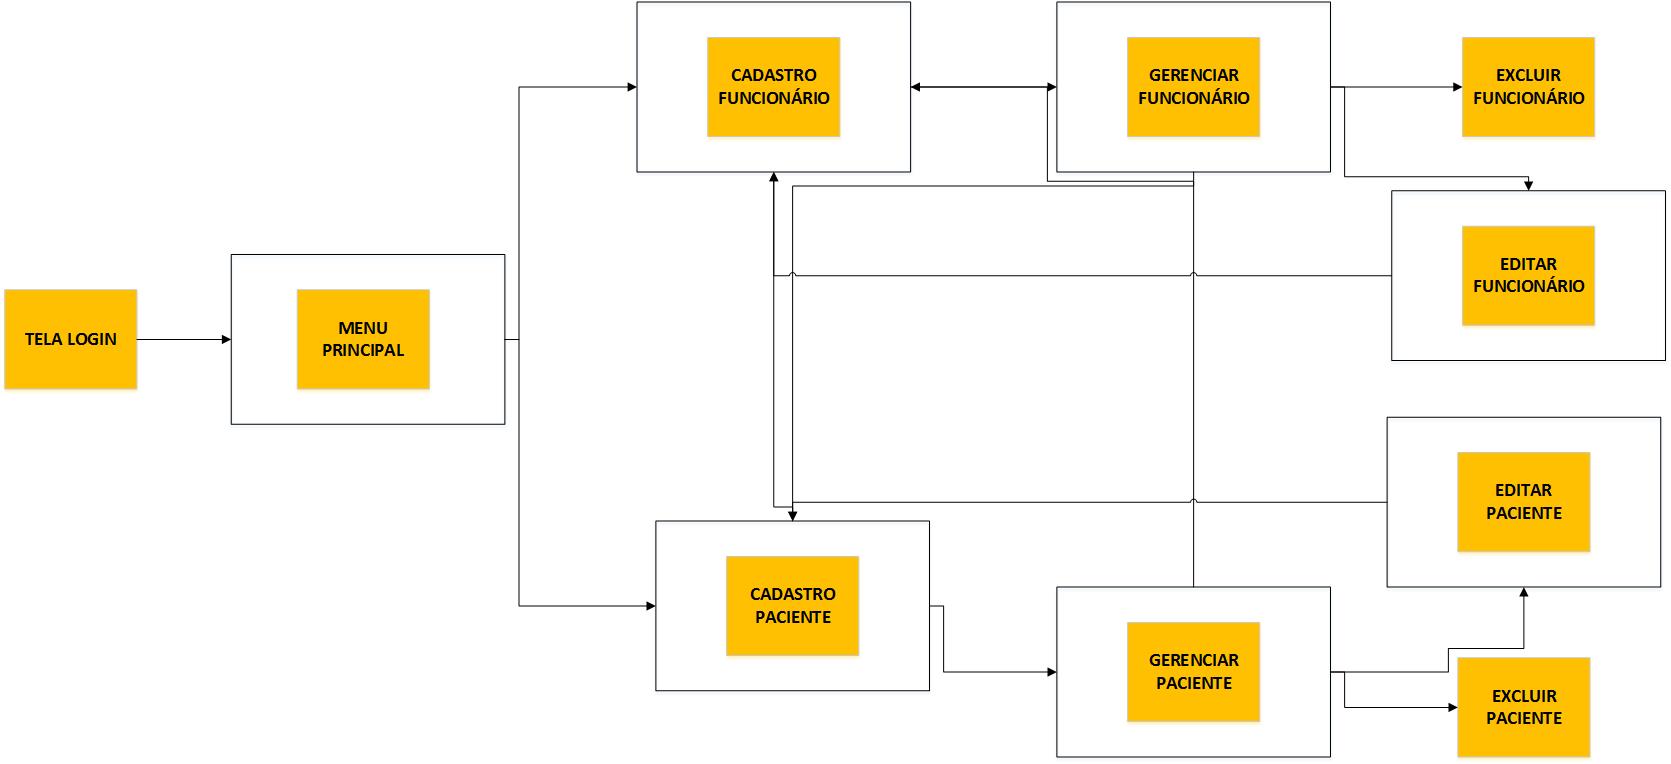 TELA LOGIN
MENU
PRINCIPAL
CADASTRO
FUNCIONÁRIO
GERENCIAR
FUNCIONÁRIO
EXCLUIR
FUNCIONÁRIO
EDITAR
FUNCIONÁRIO
CADASTRO
PACIENTE
GERENCIAR
PACIENTE
EDITAR
PACIENTE
EXCLUIR
PACIENTE